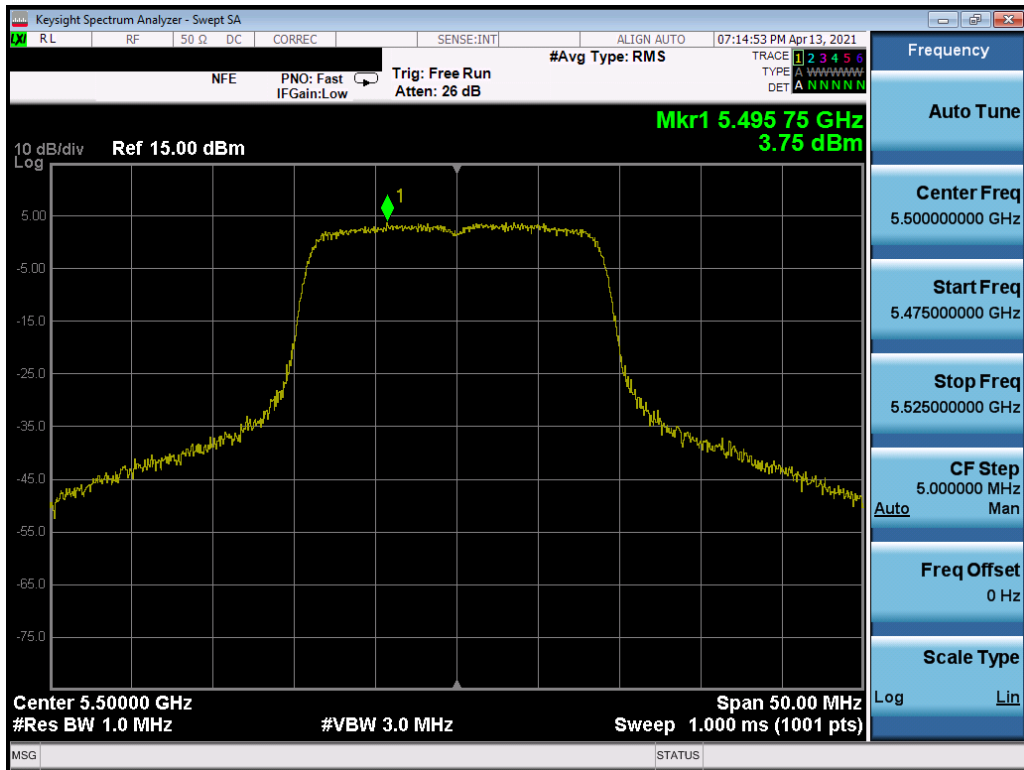 Keysight Spectrum Analyzer - Swept SA
LXI RL RF 50 Ω DC CORREC SENSE:INT ALIGN AUTO 07:14:53 PM Apr 13, 2021
#Avg Type: RMS
TRACE 1 2 3 4 5 6
TYPE A WWWWW
DET A N N N N N
NFE PNO: Fast Trig: Free Run
IFGain:Low Atten: 26 dB
Mkr1 5.495 75 GHz
3.75 dBm
10 dB/div Ref 15.00 dBm
Log
1
5.00
-5.00
-15.0
-25.0
-35.0
-45.0
-55.0
-65.0
-75.0
Center 5.50000 GHz Span 50.00 MHz
#Res BW 1.0 MHz #VBW 3.0 MHz Sweep 1.000 ms (1001 pts)
MSG STATUS
Frequency
Auto Tune
Center Freq
5.500000000 GHz
Start Freq
5.475000000 GHz
Stop Freq
5.525000000 GHz
CF Step
5.000000 MHz
Auto Man
Freq Offset
0 Hz
Scale Type
Log Lin